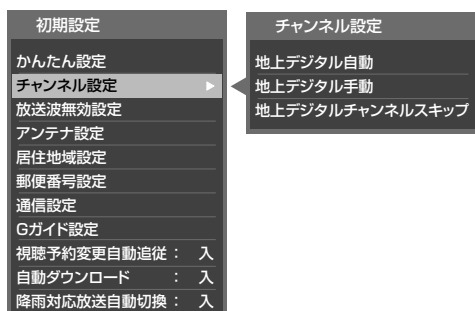 初期設定
かんたん設定
チャンネル設定
放送波無効設定
アンテナ設定
居住地域設定
郵便番号設定
通信設定
Gガイド設定
視聴予約変更自動追従： 入
自動ダウンロード ： 入
降雨対応放送自動切換： 入
チャンネル設定
地上デジタル自動
地上デジタル手動
地上デジタルチャンネルスキップ